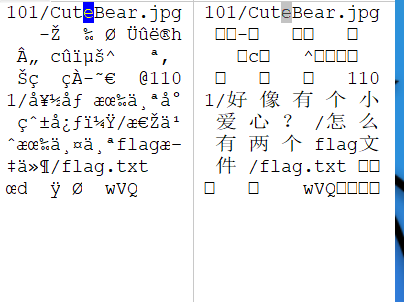 101/CuteBear.jpg
-Ž ‰ Ø Üûë®h
Â„ cûïµš^ ª,
Šç çÀ-~€ @110
1/å¥½åƒ æœ‰ä¸ªå°
çˆ±å¿ƒï¼Ÿ/æ€Žä¹
ˆæœ‰ä¸¤ä¸ªflagæ–
‡ä»¶/flag.txt
œd ÿ Ø wVQ
101/CuteBear.jpg
-
c ^
110
1/好 像 有 个 小
爱 心 ？ /怎 么
有 两 个 flag文
件 /flag.txt
wVQ